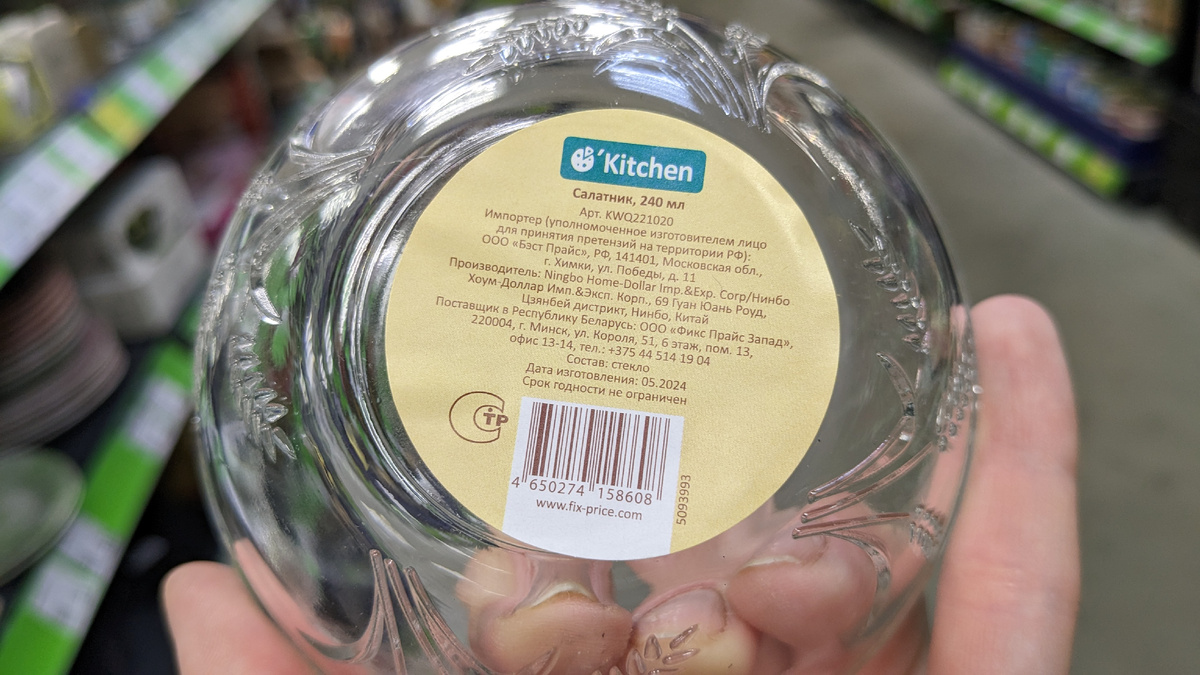 'Kitchen
Салатник, 240 мл
Арт. KWQ221020
Импортер (уполномоченное изготовителем лицо
для принятия претензий на территории РФ):
ООО «Бэст Прайс», РФ, 141401, Московская обл.,
г. Химки, ул. Победы, д. 11
Производитель: Ningbo Home-Dollar Imp.&Exp. Corp/Нинбо
Хоум-Доллар Имп.&Эксп. Корп., 69 Гуан Юань Роуд,
Цзянбей дистрикт, Нинбо, Китай
Поставщик в Республику Беларусь: ООО «Фикс Прайс Запад»,
220004, г. Минск, ул. Короля, 51, 6 этаж, пом. 13,
офис 13-14, тел.: +375 44 514 19 04
Состав: стекло
Дата изготовления: 05.2024
Срок годности не ограничен
СТР
4 650274 158608
www.fix-price.com
5093993